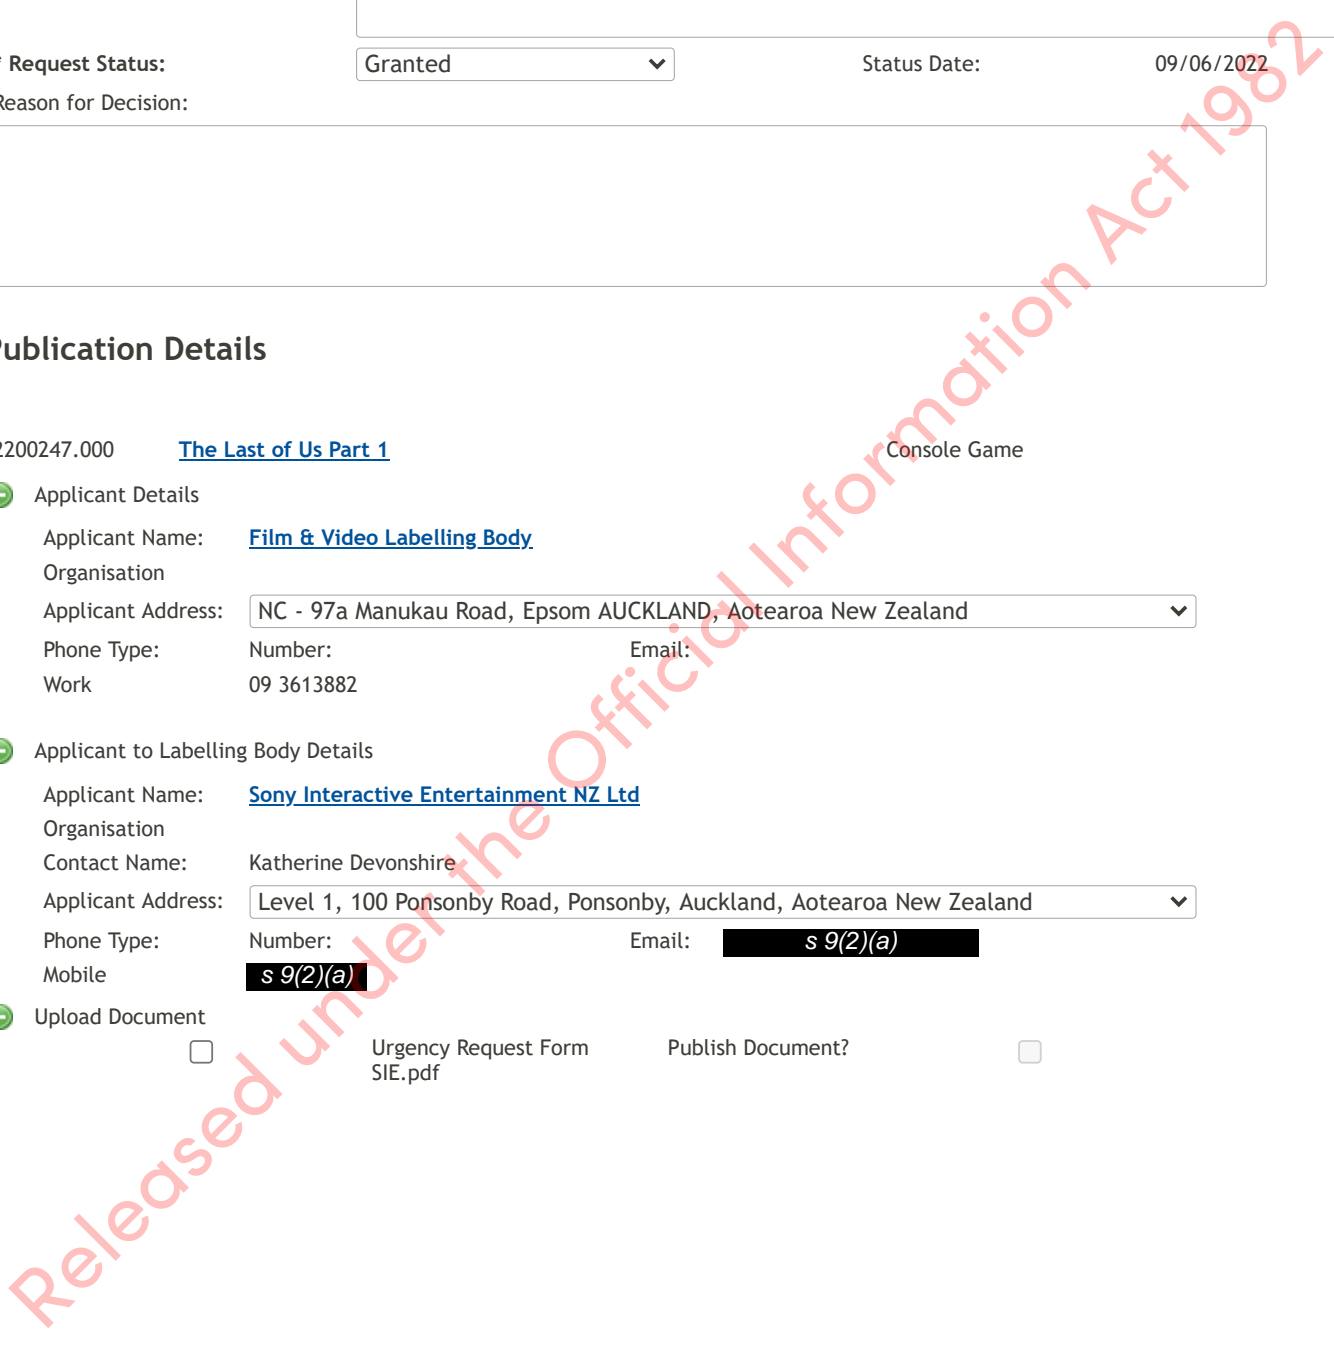 * Request Status: Granted Status Date: 09/06/2022
Reason for Decision:
Publication Details
2200247.000 The Last of Us Part 1 Console Game
Applicant Details
Applicant Name: Film & Video Labelling Body
Organisation
Applicant Address: NC - 97a Manukau Road, Epsom AUCKLAND, Aotearoa New Zealand
Phone Type: Number: Email:
Work 09 3613882
Applicant to Labelling Body Details
Applicant Name: Sony Interactive Entertainment NZ Ltd
Organisation
Contact Name: Katherine Devonshire
Applicant Address: Level 1, 100 Ponsonby Road, Ponsonby, Auckland, Aotearoa New Zealand
Phone Type: Number: Email: s 9(2)(a)
Mobile s 9(2)(a)
Upload Document
Urgency Request Form Publish Document?
SIE.pdf
Released under the Official Information Act 1982